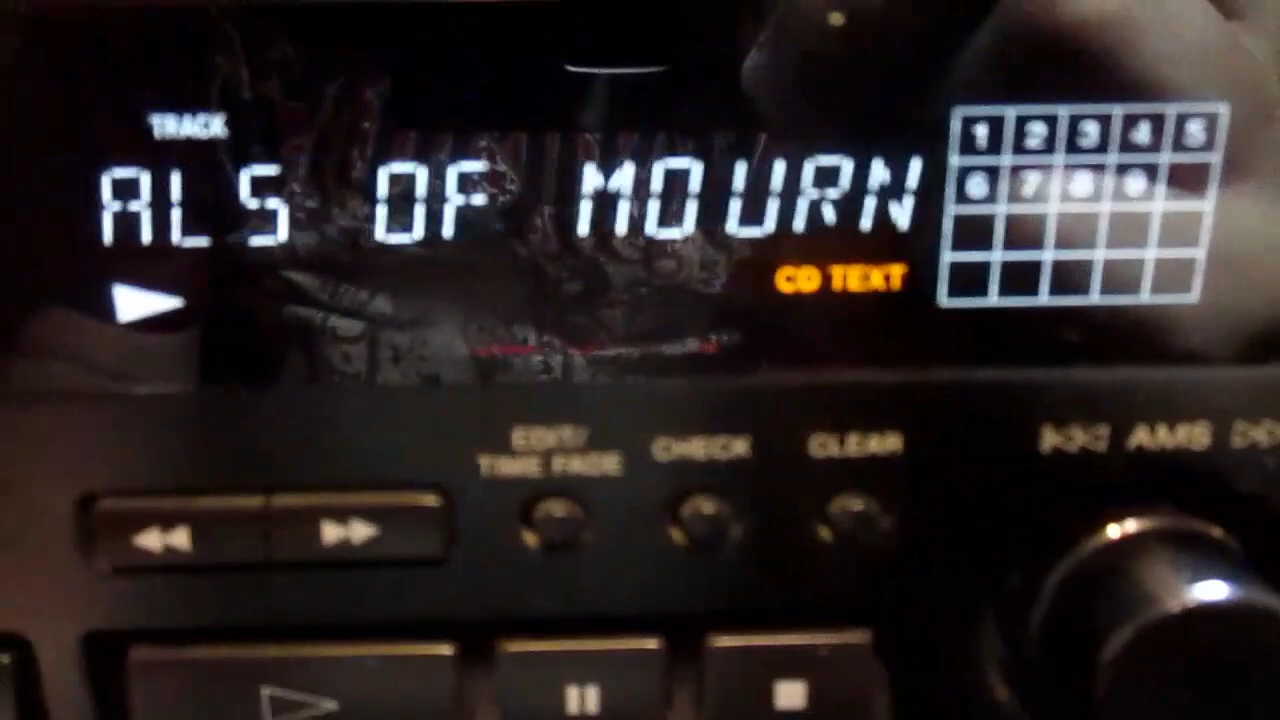 TRACK
ALS OF MOURN
CD TEXT
1 2 3 4 5
6 7 8 9
EDIT/
TIME FADE
CHECK
CLEAR
AMS